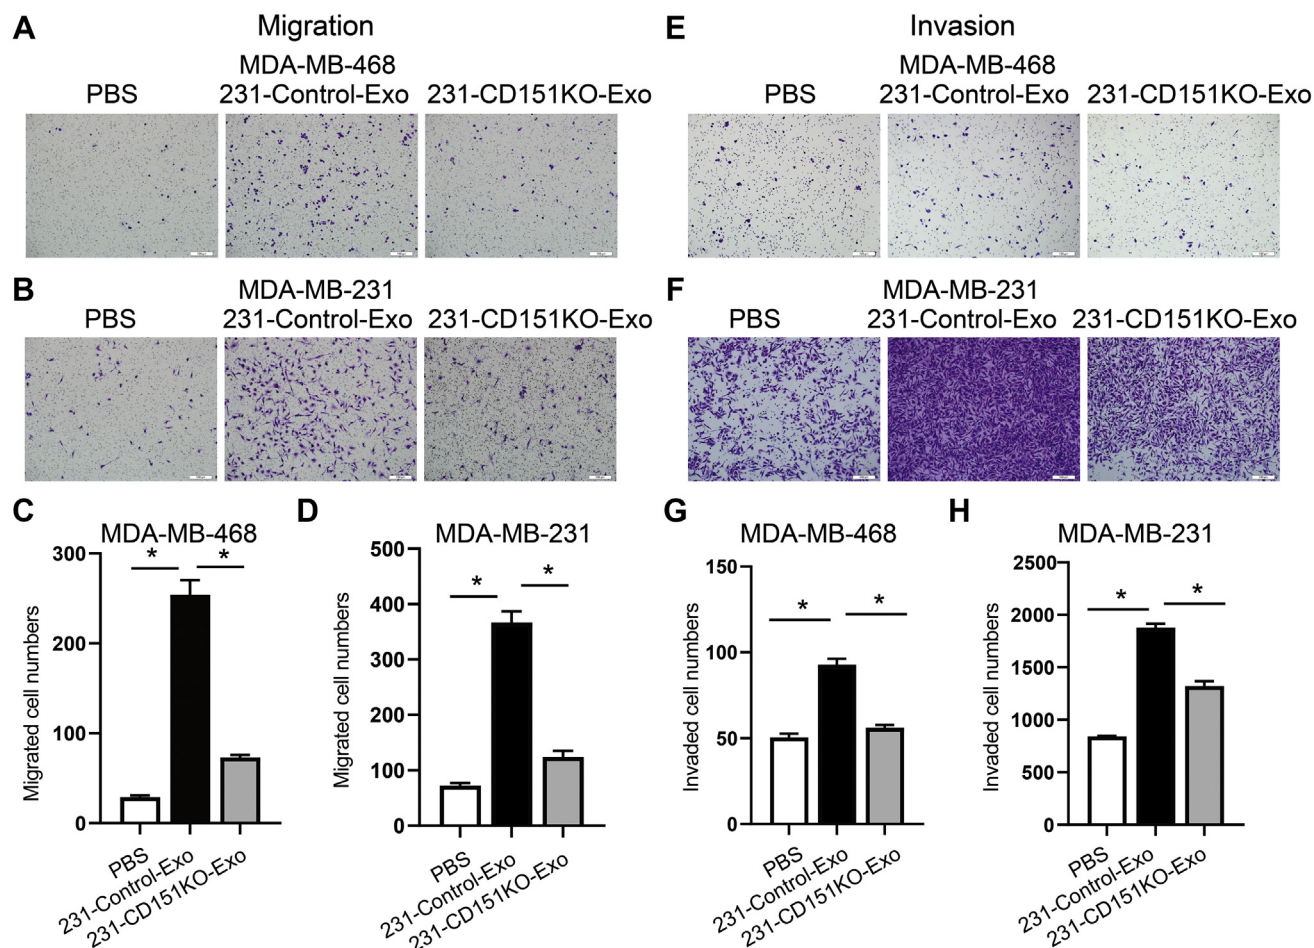 A Migration
MDA-MB-468
PBS 231-Control-Exo 231-CD151KO-Exo
B MDA-MB-231
PBS 231-Control-Exo 231-CD151KO-Exo
E Invasion
MDA-MB-468
PBS 231-Control-Exo 231-CD151KO-Exo
F MDA-MB-231
PBS 231-Control-Exo 231-CD151KO-Exo
C MDA-MB-468
Migrated cell numbers
300
200
100
0
* *
PBS
231-Control-Exo
231-CD151KO-Exo
D MDA-MB-231
Migrated cell numbers
500
400
300
200
100
0
* *
PBS
231-Control-Exo
231-CD151KO-Exo
G MDA-MB-468
Invaded cell numbers
150
100
50
0
* *
PBS
231-Control-Exo
231-CD151KO-Exo
H MDA-MB-231
Invaded cell numbers
2500
2000
1500
1000
500
0
* *
PBS
231-Control-Exo
231-CD151KO-Exo